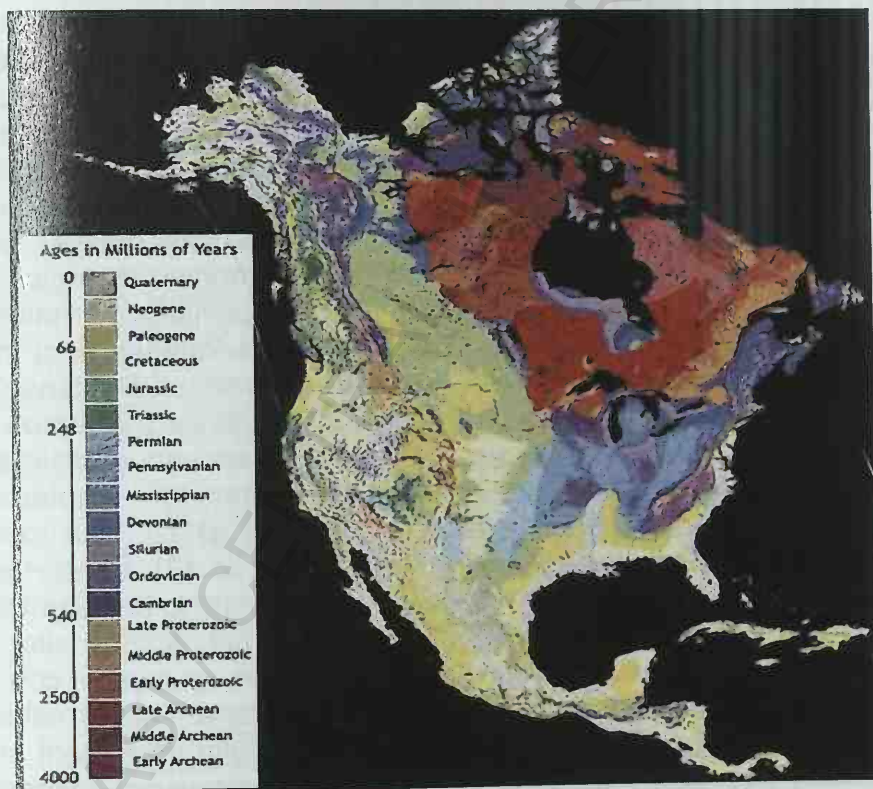 Ages in Millions of Years
0
Quaternary
Neogene
Paleogene
66
Cretaceous
Jurassic
Triassic
248
Permian
Pennsylvanian
Mississippian
Devonian
Silurian
Ordovician
Cambrian
540
Late Proterozoic
Middle Proterozoic
Early Proterozoic
2500
Late Archean
Middle Archean
4000
Early Archean